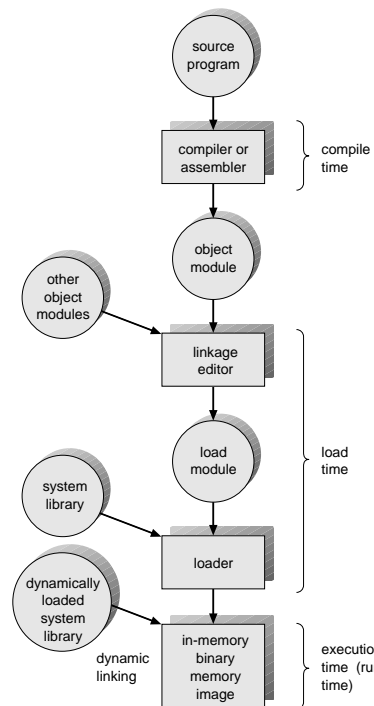 source
program
compiler or
assembler
compile
time
object
module
other
object
modules
linkage
editor
load
module
load
time
system
library
loader
dynamically
loaded
system
library
dynamic
linking
in-memory
binary
memory
image
executio
time (ru
time)